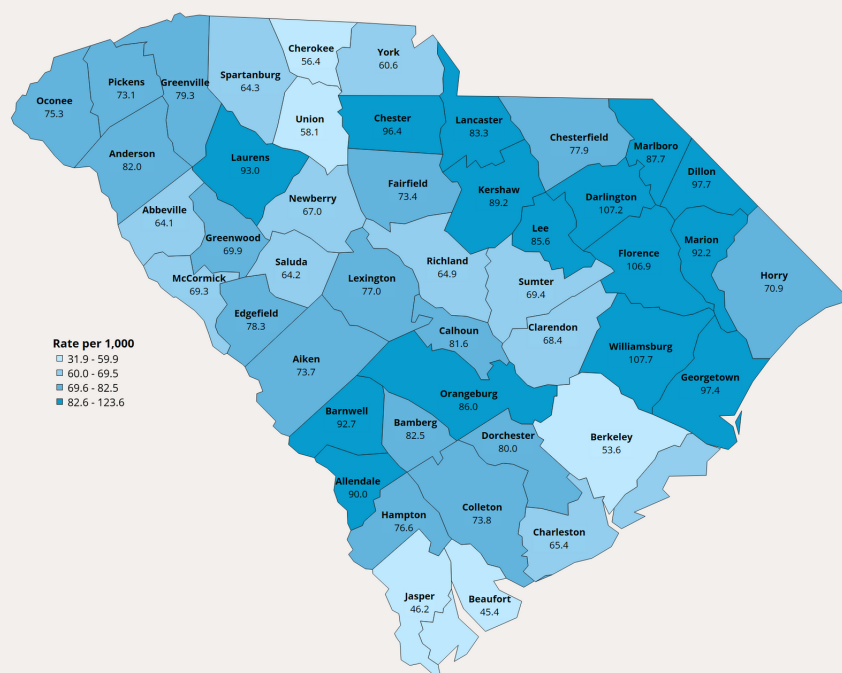 Cherokee
56.4
York
60.6
Spartanburg
64.3
Pickens
73.1
Greenville
79.3
Oconee
75.3
Union
58.1
Chester
96.4
Lancaster
83.3
Chesterfield
77.9
Marlboro
87.7
Dillon
97.7
Anderson
82.0
Laurens
93.0
Fairfield
73.4
Kershaw
89.2
Darlington
107.2
Newberry
67.0
Abbeville
64.1
Greenwood
69.9
Lee
85.6
Florence
106.9
Marion
92.2
Saluda
64.2
Richland
64.9
McCormick
69.3
Lexington
77.0
Sumter
69.4
Horry
70.9
Edgefield
78.3
Calhoun
81.6
Clarendon
68.4
Williamsburg
107.7
Aiken
73.7
Georgetown
97.4
Orangeburg
86.0
Barnwell
92.7
Bamberg
82.5
Dorchester
80.0
Berkeley
53.6
Allendale
90.0
Hampton
76.6
Colleton
73.8
Charleston
65.4
Jasper
46.2
Beaufort
45.4
Rate per 1,000
31.9 - 59.9
60.0 - 69.5
69.6 - 82.5
82.6 - 123.6